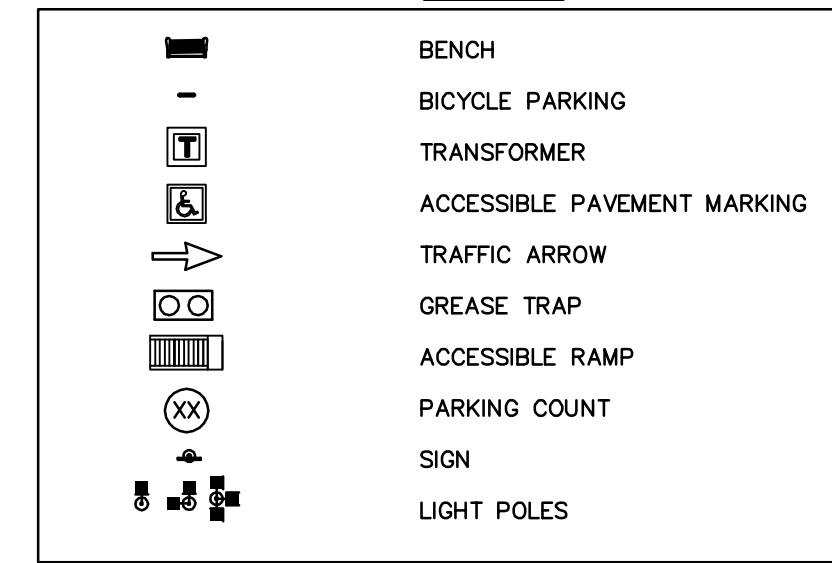 BENCH
BICYCLE PARKING
T TRANSFORMER
ACCESSIBLE PAVEMENT MARKING
TRAFFIC ARROW
GREASE TRAP
ACCESSIBLE RAMP
XX PARKING COUNT
SIGN
LIGHT POLES